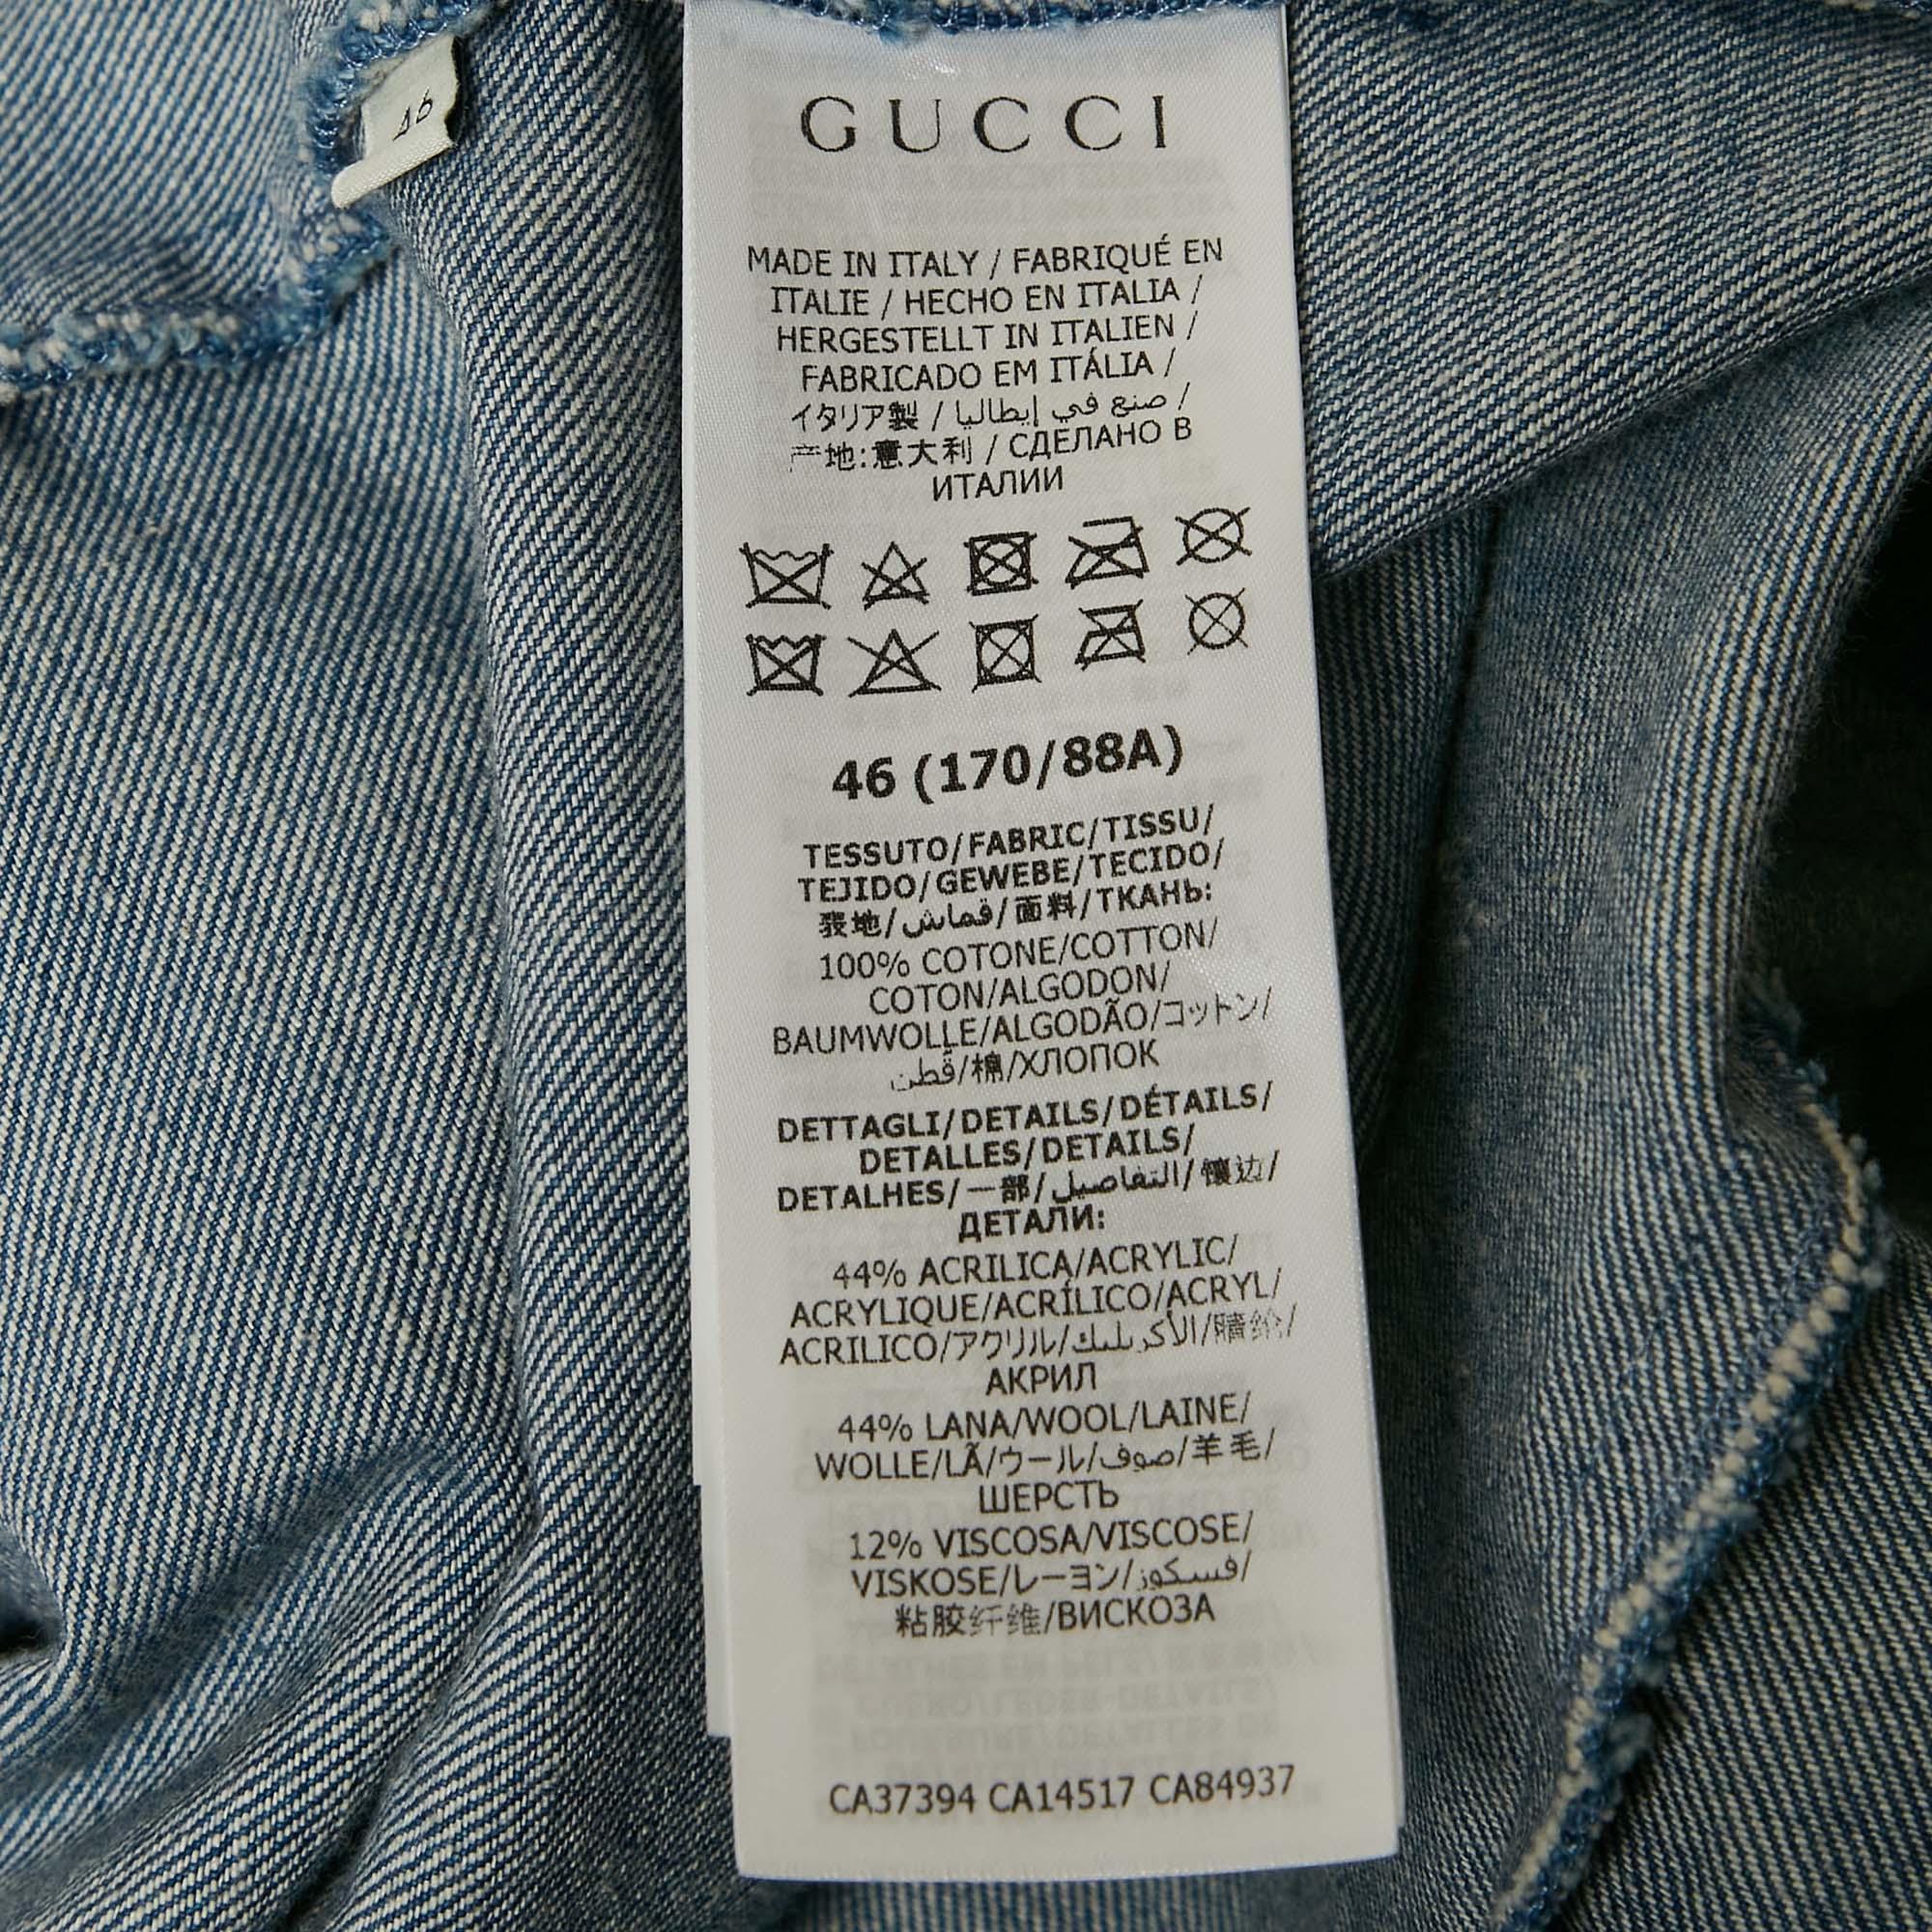 46
GUCCI
MADE IN ITALY / FABRIQUÉ EN
ITALIE / HECHO EN ITALIA /
HERGESTELLT IN ITALIEN /
FABRICADO EM ITÁLIA /
イタリア製 / صنع في إيطاليا /
产地:意大利 / СДЕЛАНО В
ИТАЛИИ
46 (170/88A)
TESSUTO/FABRIC/TISSU/
TEJIDO/GEWEBE/TECIDO/
表地/قماش/面料/ТКАНЬ:
100% COTONE/COTTON/
COTON/ALGODON/
BAUMWOLLE/ALGODÃO/コットン/
قطن/棉/ХЛОПОК
DETTAGLI/DETAILS/DÉTAILS/
DETALLES/DETAILS/
DETALHES/一部/التفاصيل/镶边/
ДЕТАЛИ:
44% ACRILICA/ACRYLIC/
ACRYLIQUE/ACRÍLICO/ACRYL/
ACRILICO/アクリル/الأكريليك/腈纶/
АКРИЛ
44% LANA/WOOL/LAINE/
WOLLE/LÃ/ウール/صوف/羊毛/
ШЕРСТЬ
12% VISCOSA/VISCOSE/
VISKOSE/レーヨン/فسكوز/
粘胶纤维/ВИСКОЗА
CA37394 CA14517 CA84937